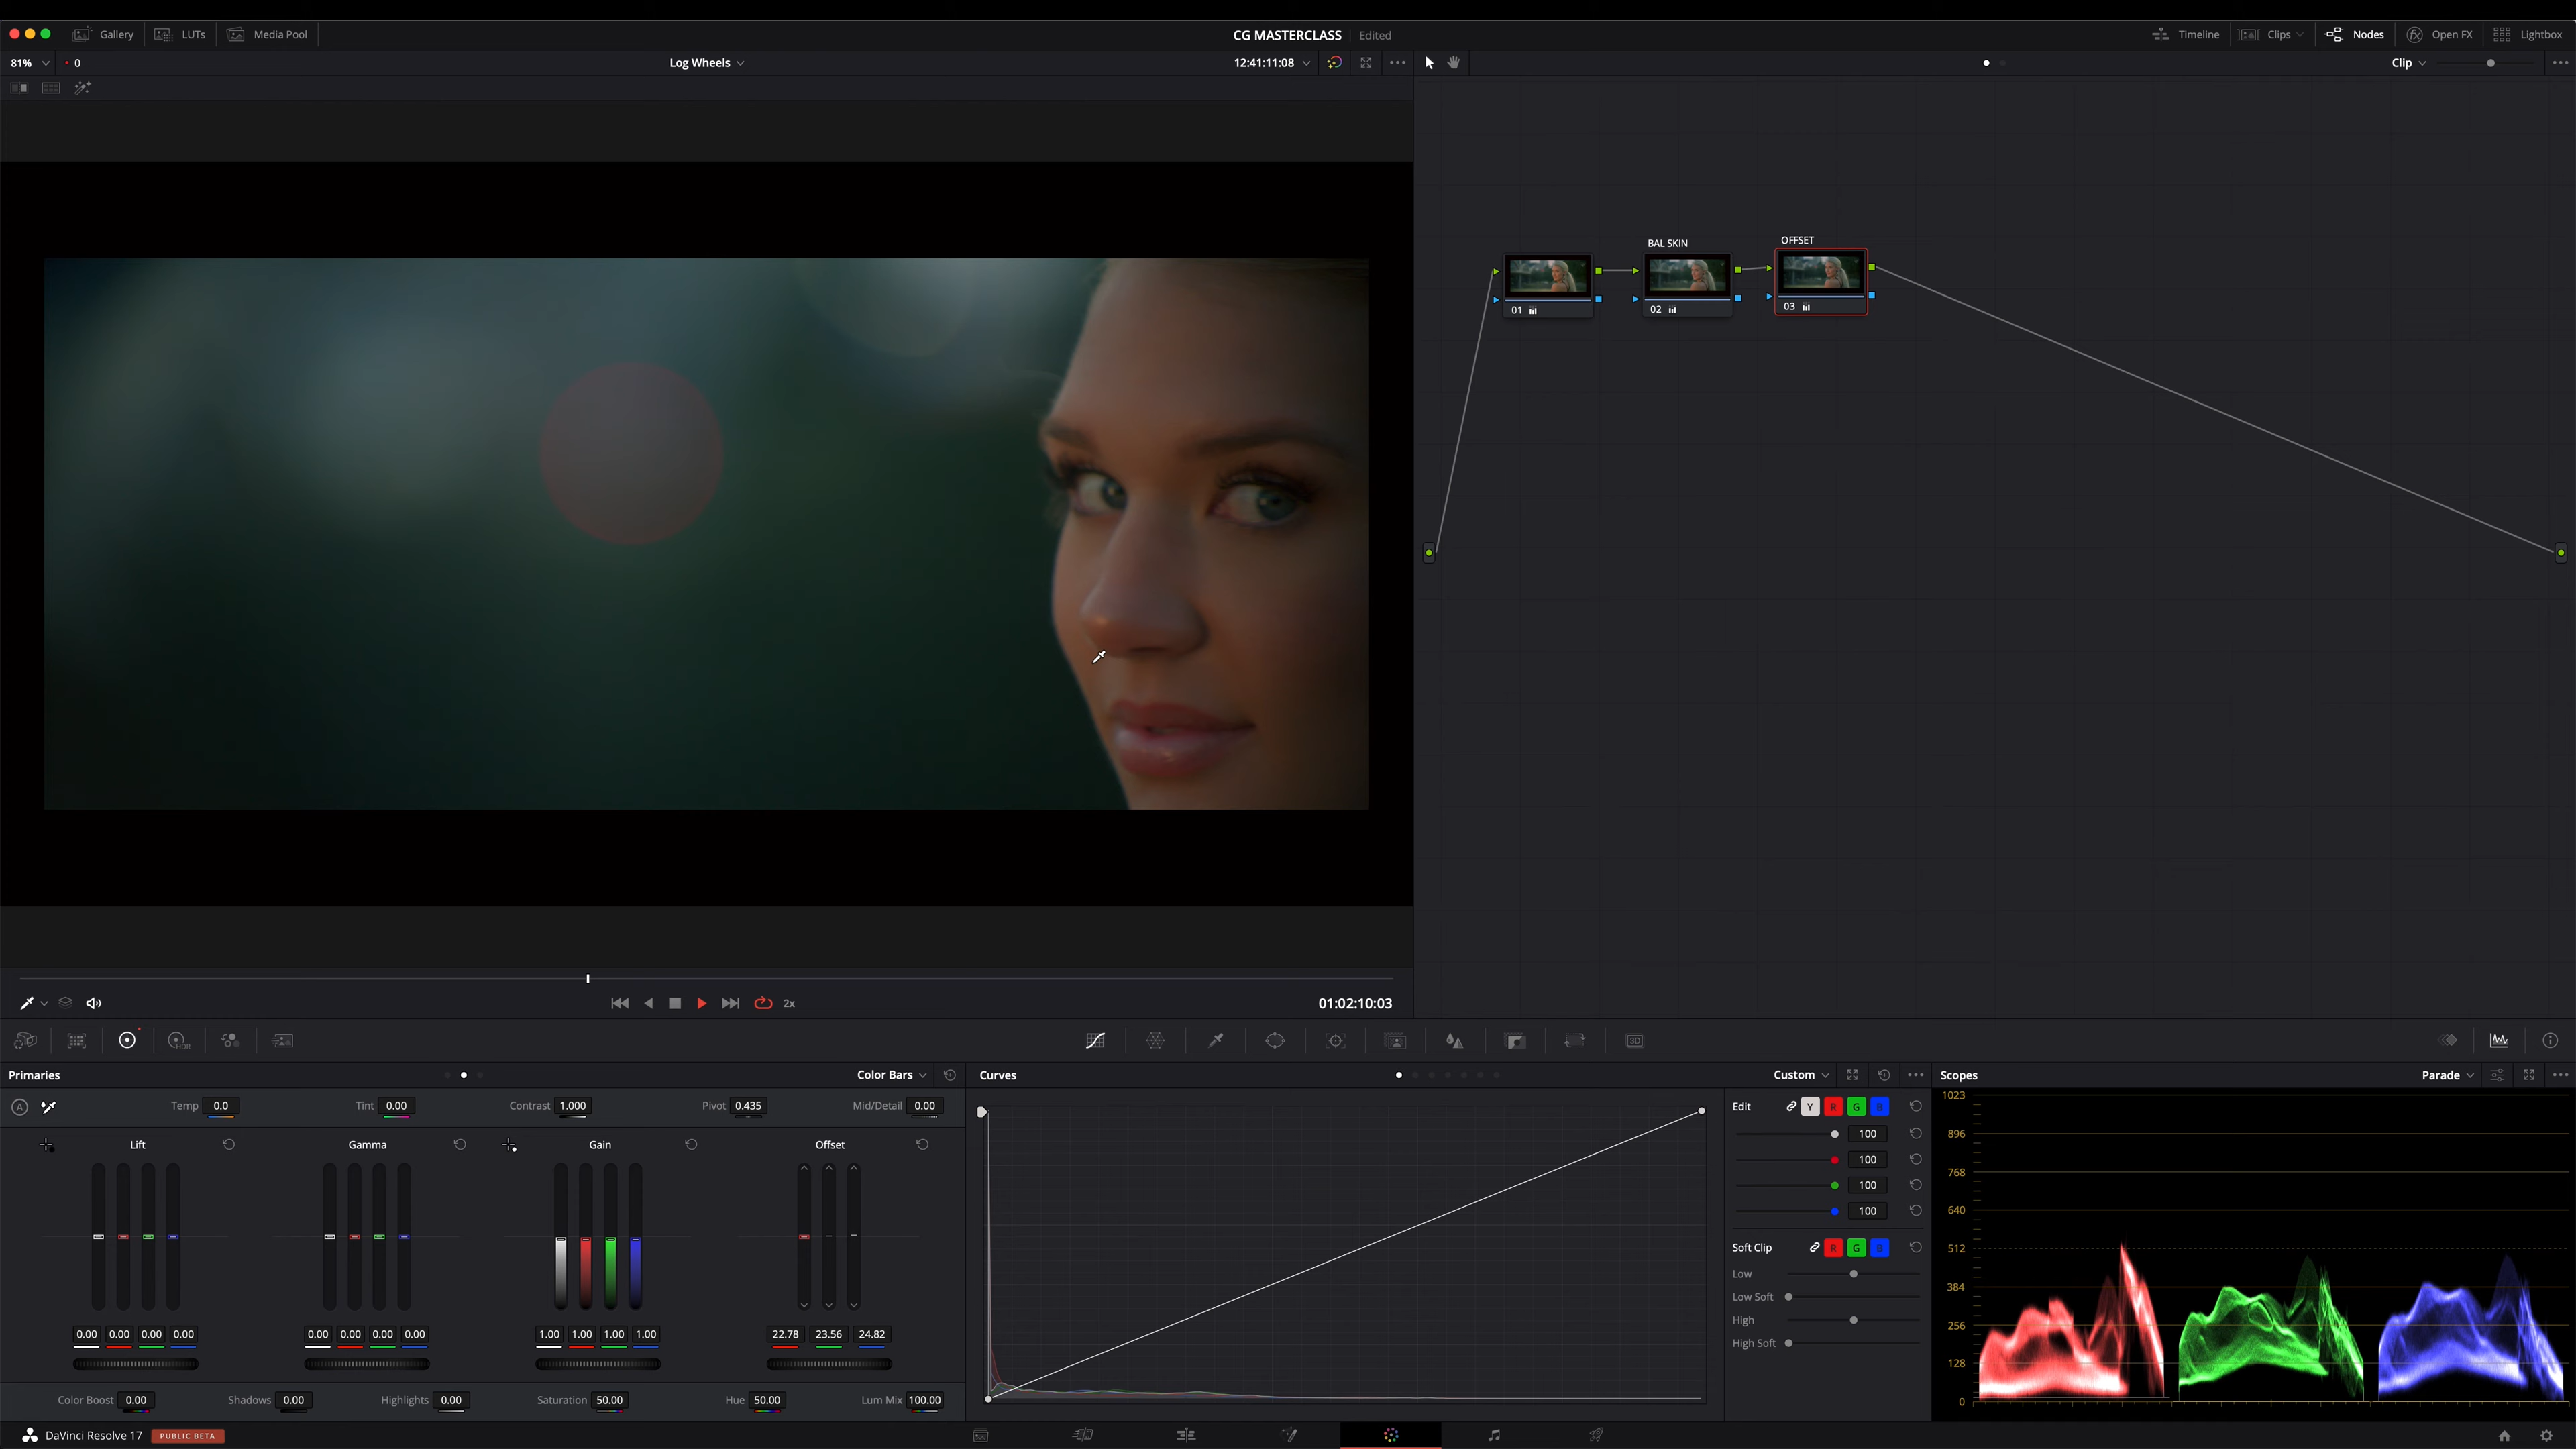 Gallery LUTs Media Pool CG MASTERCLASS Edited Timeline Clips Nodes Open FX Lightbox
81% 0 Log Wheels 12:41:11:08 Clip
BAL SKIN OFFSET
01 02 03
2x 01:02:10:03
HDR 3D
Primaries Color Bars Curves Custom Scopes Parade
A Temp 0.0 Tint 0.00 Contrast 1.000 Pivot 0.435 Mid/Detail 0.00
Lift Gamma Gain Offset
0.00 0.00 0.00 0.00 0.00 0.00 0.00 0.00 1.00 1.00 1.00 1.00 22.78 23.56 24.82
Color Boost 0.00 Shadows 0.00 Highlights 0.00 Saturation 50.00 Hue 50.00 Lum Mix 100.00
Edit Y R G B
100
100
100
100
Soft Clip R G B
Low
Low Soft
High
High Soft
1023
896
768
640
512
384
256
128
0
DaVinci Resolve 17 PUBLIC BETA